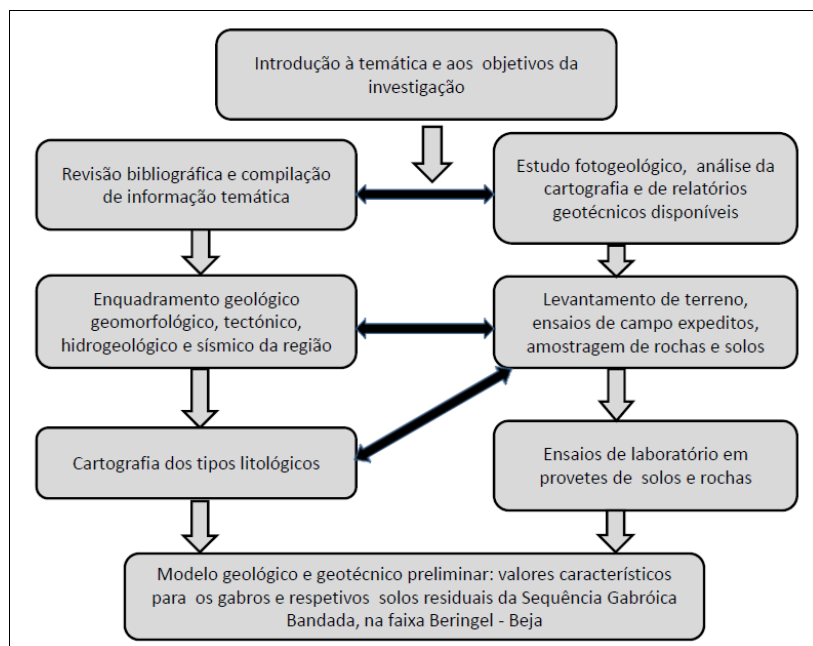 Introdução à temática e aos objetivos da
investigação
Revisão bibliográfica e compilação
de informação temática
Estudo fotogeológico, análise da
cartografia e de relatórios
geotécnicos disponíveis
Enquadramento geológico
geomorfológico, tectónico,
hidrogeológico e sísmico da região
Levantamento de terreno,
ensaios de campo expeditos,
amostragem de rochas e solos
Cartografia dos tipos litológicos
Ensaios de laboratório em
provetes de solos e rochas
Modelo geológico e geotécnico preliminar: valores característicos
para os gabros e respetivos solos residuais da Sequência Gabróica
Bandada, na faixa Beringel - Beja